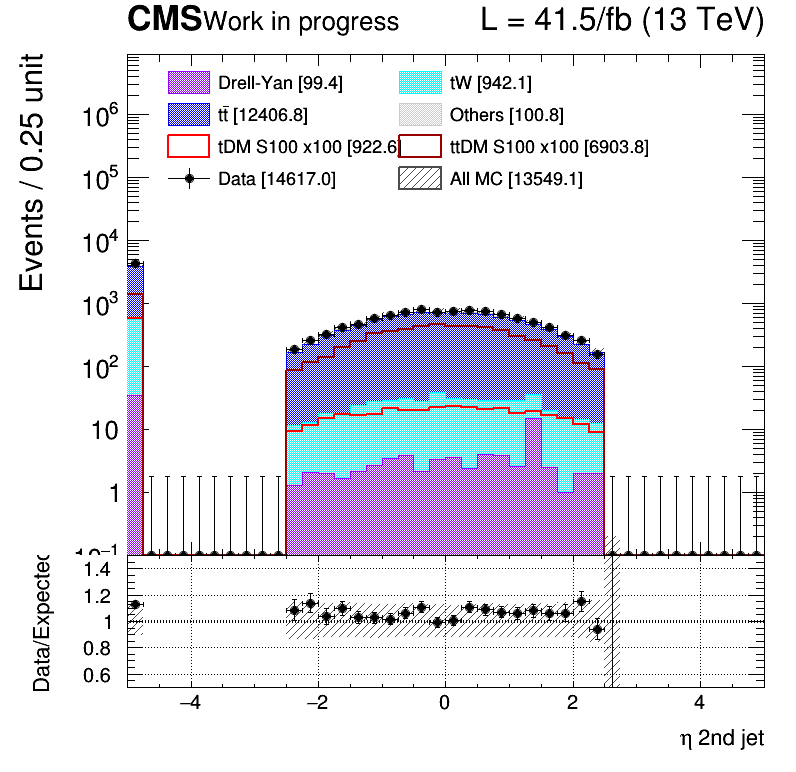 CMS Work in progress L = 41.5/fb (13 TeV)
Drell-Yan [99.4] tW [942.1]
tt̄ [12406.8] Others [100.8]
tDM S100 x100 [922.6] ttDM S100 x100 [6903.8]
Data [14617.0] All MC [13549.1]
Events / 0.25 unit
10⁶
10⁵
10⁴
10³
10²
10
1
10⁻¹
Data/Expected
1.4
1.2
1
0.8
0.6
−4 −2 0 2 4
η 2nd jet